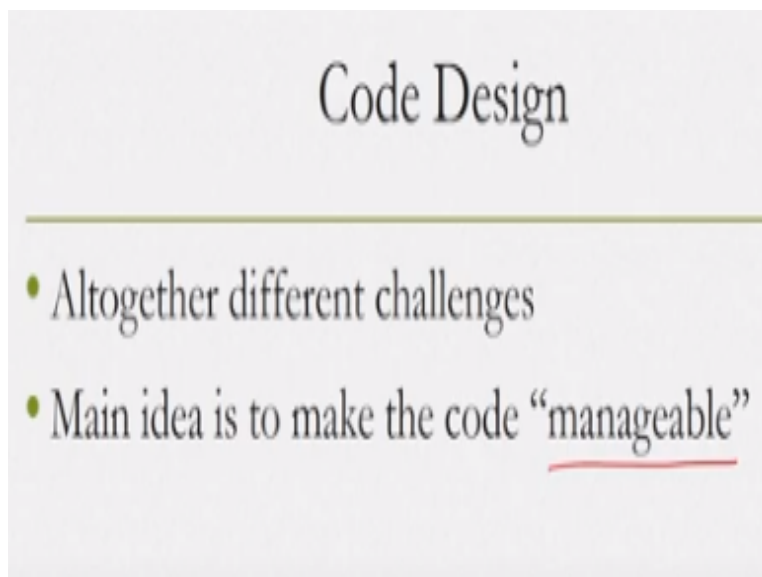 Code Design
Altogether different challenges
Main idea is to make the code “manageable”